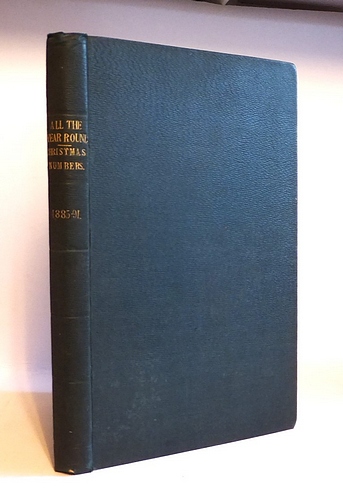 ALL THE
YEAR ROUND
CHRISTMAS
NUMBERS.
1885-91.